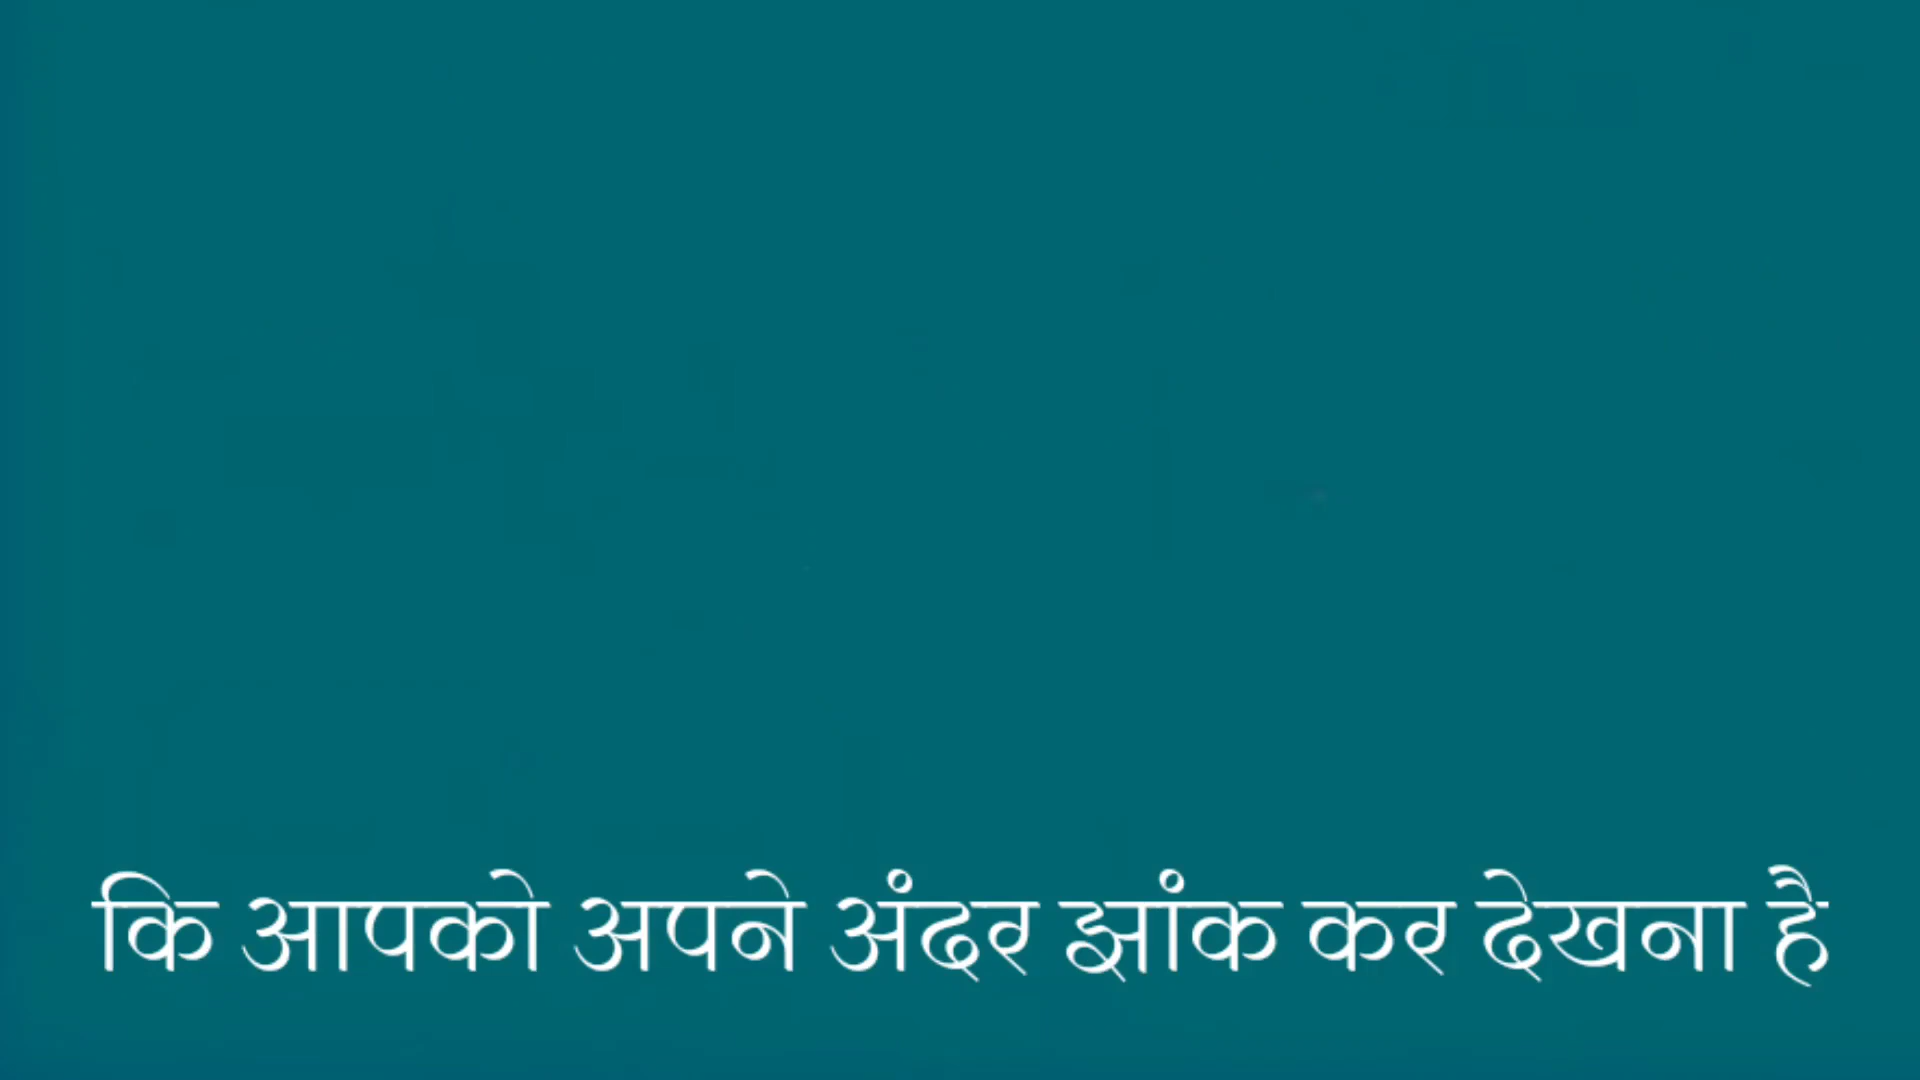 कि आपको अपने अंदर झांक कर देखना है